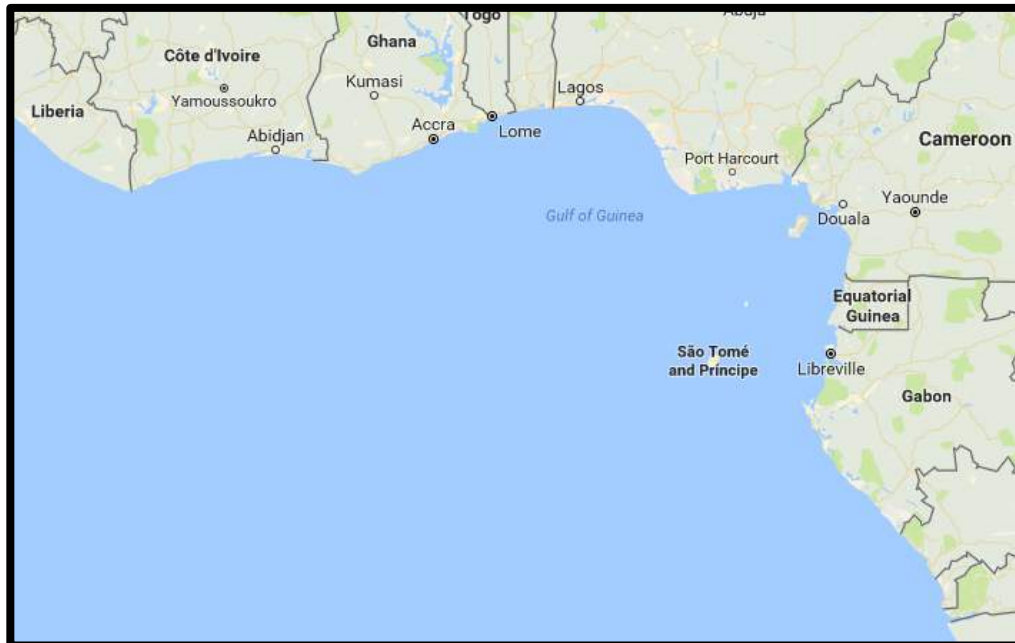 Togo
Abuja
Côte d'Ivoire
Ghana
Kumasi
Yamoussoukro
Lagos
Liberia
Accra
Lome
Abidjan
Cameroon
Port Harcourt
Yaounde
Gulf of Guinea
Douala
Equatorial
Guinea
São Tomé
and Príncipe
Libreville
Gabon